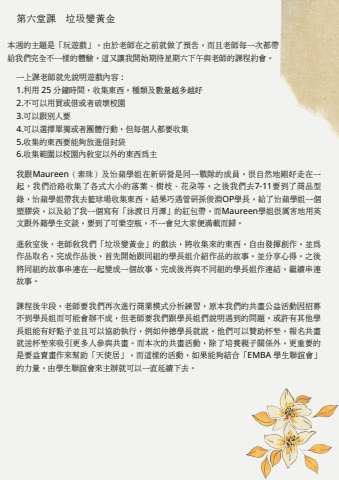 第六堂課　垃圾變黃金
本週的主題是「玩遊戲」，由於老師在之前就做了預告，而且老師每一次都帶
給我們完全不一樣的體驗，這又讓我開始期待星期六下午與老師的課程約會。
一上課老師就先說明遊戲內容：
1.利用 25 分鐘時間，收集東西，種類及數量越多越好
2.不可以用買或借或者破壞校園
3.可以跟別人要
4.可以選擇單獨或者團體行動，但每個人都要收集
5.收集的東西要能夠放進信封袋
6.收集範圍以校園內教室以外的東西爲主
我跟Maureen（素珠）及怡蘋學姐在新研營是同一戰隊的成員，很自然地剛好走在一
起，我們沿路收集了各式大小的落葉、樹枝、花朵等，之後我們去7-11要到了商品型
錄，怡蘋學姐帶我去籃球場收集東西，結果巧遇管研孫俊淵OP學長，給了怡蘋學姐一個
塑膠袋，以及給了我一個寫有「泳渡日月潭」的紅包帶，而Maureen學姐很厲害地用英
文跟外籍學生交談，要到了可樂空瓶，不一會兒大家便滿載而歸。
進教室後，老師教我們「垃圾變黃金」的戲法，將收集來的東西，自由發揮創作，並爲
作品取名，完成作品後，首先開始跟同組的學長姐介紹作品的故事，並分享心得，之後
將同組的故事串連在一起變成一個故事，完成後再與不同組的學長姐作連結，繼續串連
故事。
課程後半段，老師要我們再次進行商業模式分析練習，原本我們的共畫公益活動因招募
不到學長姐而可能會辦不成，但老師要我們跟學長姐們說明遇到的問題，或許有其他學
長姐能有好點子並且可以協助執行，例如仲德學長就說，他們可以贊助杯墊，報名共畫
就送杯墊來吸引更多人參與共畫，而本次的共畫活動，除了培養親子關係外，更重要的
是要益賣畫作來幫助「天使居」，而這樣的活動，如果能夠結合「EMBA 學生聯誼會」
的力量，由學生聯誼會來主辦就可以一直延續下去。